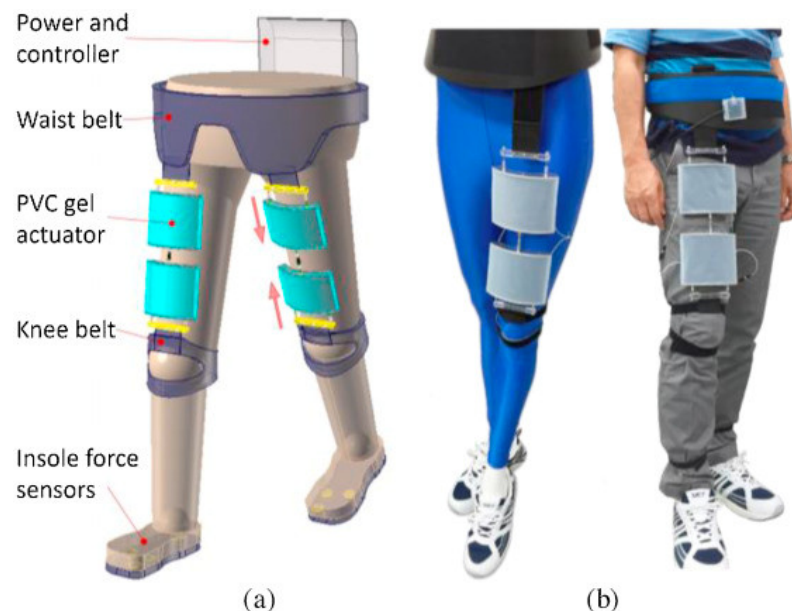 Power and
controller
Waist belt
PVC gel
actuator
Knee belt
Insole force
sensors
(a)
(b)